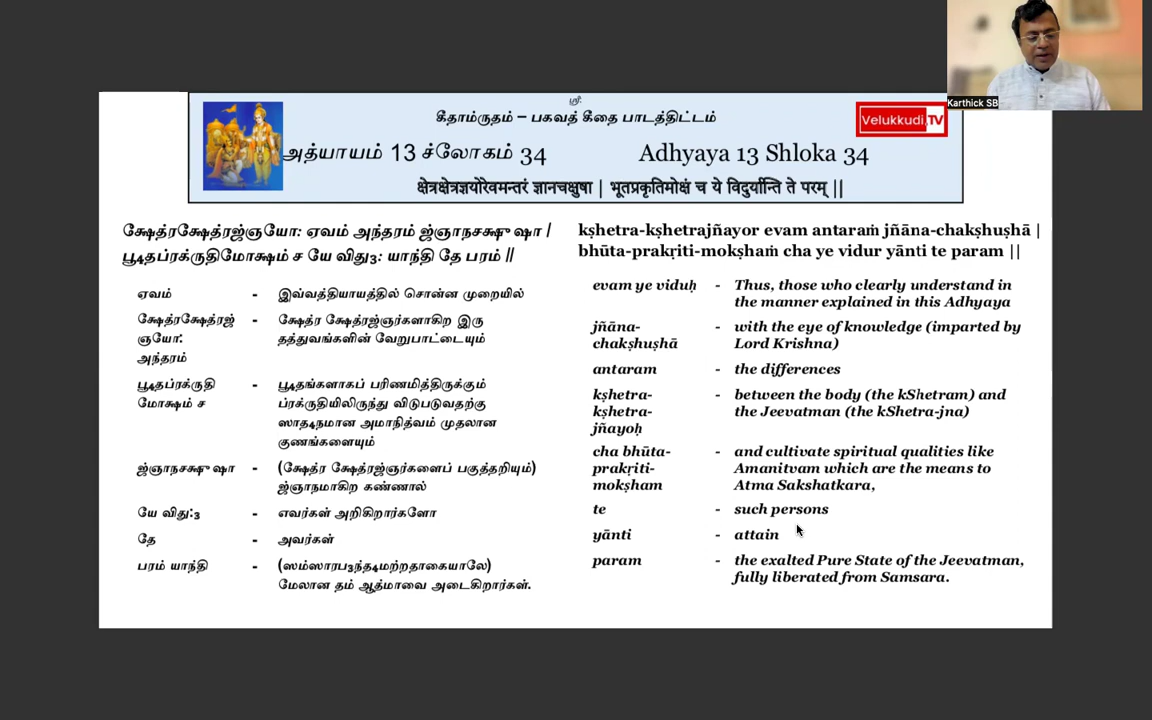 Karthick SB
ஸ்ரீ:
கீதாம்ருதம் – பகவத் கீதை பாடத்திட்டம்
Velukkudi.TV
அத்யாயம் 13 ச்லோகம் 34
Adhyaya 13 Shloka 34
क्षेत्रक्षेत्रज्ञयोरेवमन्तरं ज्ञानचक्षुषा | भूतप्रकृतिमोक्षं च ये विदुर्यान्ति ते परम् ||
க்ஷேத்ரக்ஷேத்ரஜ்ஞயோ: ஏவம் அந்தரம் ஜ்ஞாநசக்ஷுஷா |
பூ4தப்ரக்ருதிமோக்ஷம் ச யே விது3: யாந்தி தே பரம் ||
ஏவம் - இவ்வத்தியாயத்தில் சொன்ன முறையில்
க்ஷேத்ரக்ஷேத்ரஜ் - க்ஷேத்ர க்ஷேத்ரஜ்ஞர்களாகிற இரு
ஞயோ: தத்துவங்களின் வேறுபாட்டையும்
அந்தரம்
பூ4தப்ரக்ருதி - பூ4தங்களாகப் பரிணமித்திருக்கும்
மோக்ஷம் ச ப்ரக்ருதியிலிருந்து விடுபடுவதற்கு
ஸாத4நமான அமாநித்வம் முதலான
குணங்களையும்
ஜ்ஞாநசக்ஷுஷா - (க்ஷேத்ர க்ஷேத்ரஜ்ஞர்களைப் பகுத்தறியும்)
ஜ்ஞாநமாகிற கண்ணால்
யே விது:3 - எவர்கள் அறிகிறார்களோ
தே - அவர்கள்
பரம் யாந்தி - (ஸம்ஸாரப3ந்த4மற்றதாகையாலே)
மேலான தம் ஆத்மாவை அடைகிறார்கள்.
kṣhetra-kṣhetrajñayor evam antaraṁ jñāna-chakṣhuṣhā |
bhūta-prakṛiti-mokṣhaṁ cha ye vidur yānti te param ||
evam ye viduḥ - Thus, those who clearly understand in
the manner explained in this Adhyaya
jñāna- - with the eye of knowledge (imparted by
chakṣhuṣhā Lord Krishna)
antaram - the differences
kṣhetra- - between the body (the kShetram) and
kṣhetra- the Jeevatman (the kShetra-jna)
jñayoḥ
cha bhūta- - and cultivate spiritual qualities like
prakṛiti- Amanitvam which are the means to
mokṣham Atma Sakshatkara,
te - such persons
yānti - attain
param - the exalted Pure State of the Jeevatman,
fully liberated from Samsara.